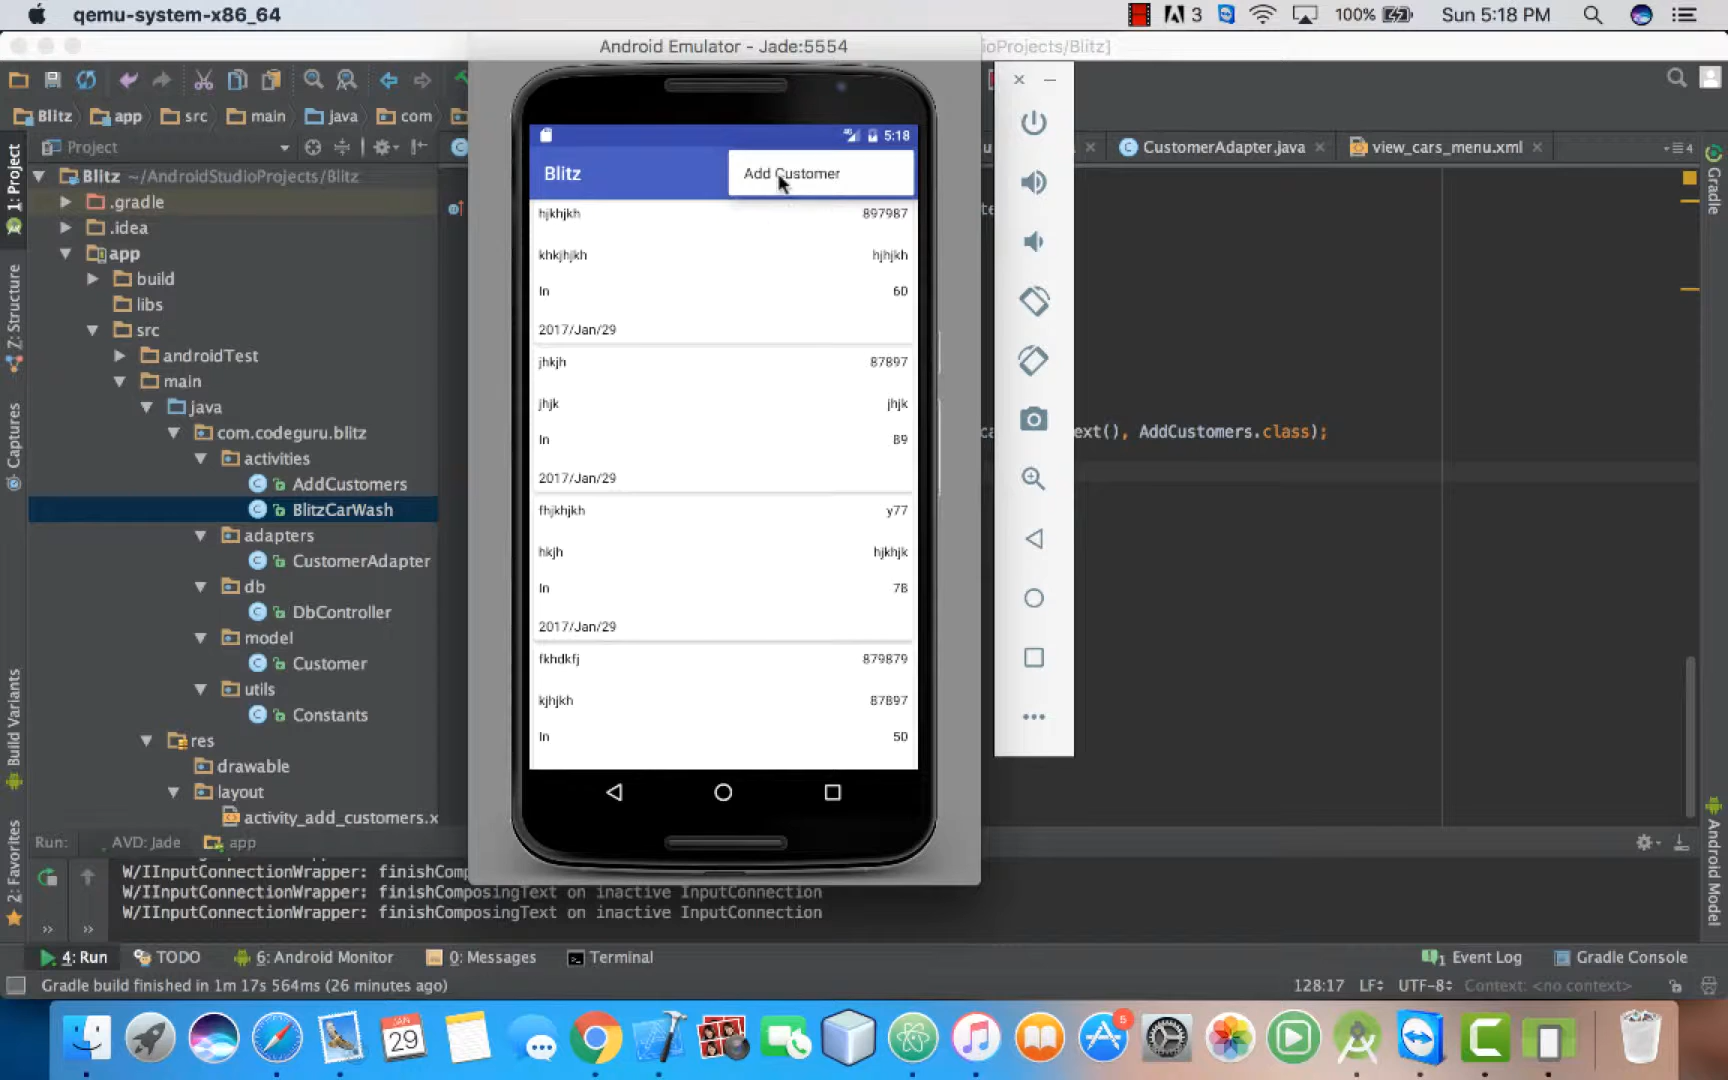 qemu-system-x86_64
3
100%
Sun 5:18 PM
Android Emulator - Jade:5554
oioProjects/Blitz]
Blitz
app
src
main
java
com
Project
CustomerAdapter.java
view_cars_menu.xml
4
Blitz ~/AndroidStudioProjects/Blitz
.gradle
.idea
app
build
libs
src
androidTest
main
java
com.codeguru.blitz
activities
AddCustomers
BlitzCarWash
adapters
CustomerAdapter
db
DbController
model
Customer
utils
Constants
res
drawable
layout
activity_add_customers.x
1: Project
Z: Structure
Captures
Build Variants
2: Favorites
Gradle
Android Model
5:18
Blitz
Add Customer
hjkhjkh 897987
khkjhjkh hjhjkh
In 60
2017/Jan/29
jhkjh 87897
jhjk jhjk
In 89
2017/Jan/29
fhjkhjkh y77
hkjh hjkhjk
In 78
2017/Jan/29
fkhdkfj 879879
kjhjkh 87897
In 50
ext(), AddCustomers.class);
Run: AVD: Jade app
W/IInputConnectionWrapper: finishComp
W/IInputConnectionWrapper: finishComposingText on inactive InputConnection
W/IInputConnectionWrapper: finishComposingText on inactive InputConnection
4: Run
TODO
6: Android Monitor
0: Messages
Terminal
1 Event Log
Gradle Console
Gradle build finished in 1m 17s 564ms (26 minutes ago)
128:17 LF÷ UTF-8÷ Context: <no context>
JAN
29
5